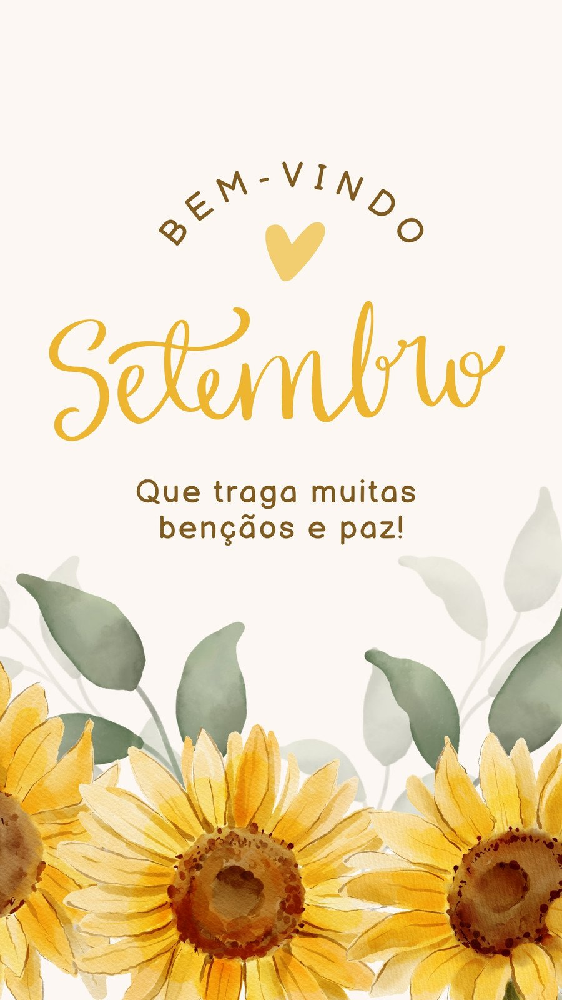 BEM-VINDO
Setembro
Que traga muitas
bençãos e paz!